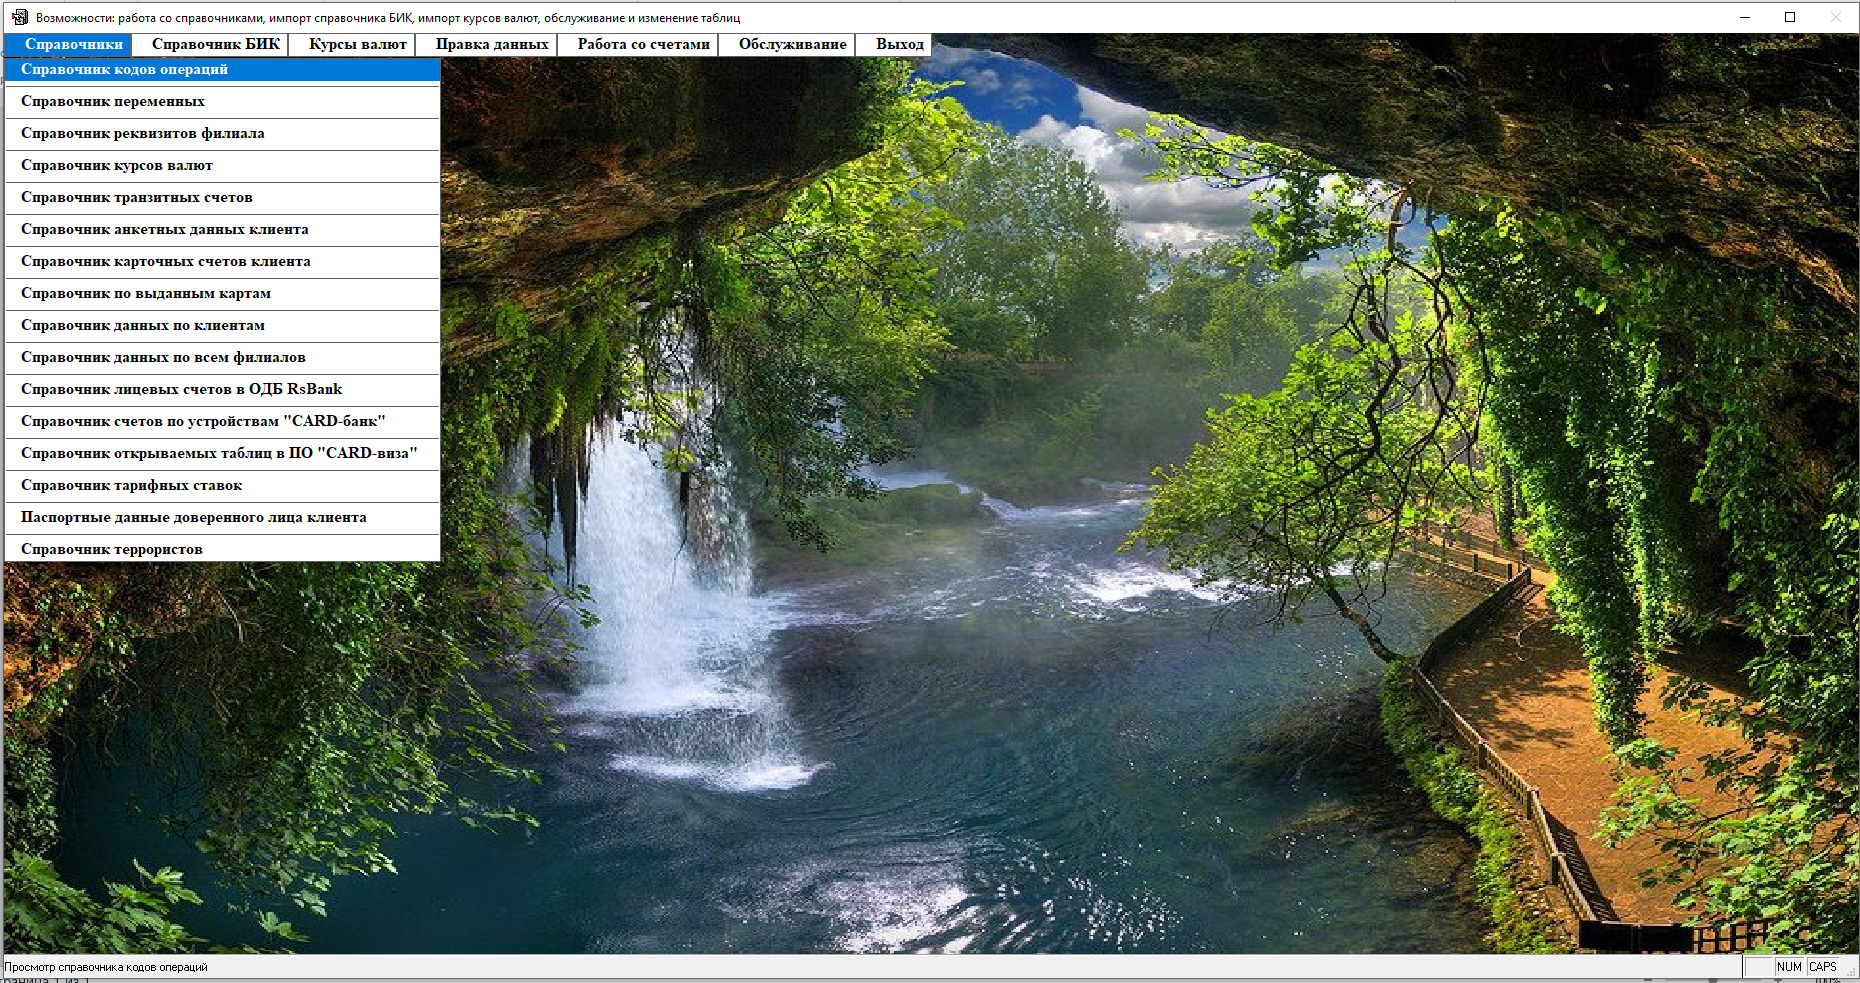 Возможности: работа со справочниками, импорт справочника БИК, импорт курсов валют, обслуживание и изменение таблиц
Справочники Справочник БИК Курсы валют Правка данных Работа со счетами Обслуживание Выход
Справочник кодов операций
Справочник переменных
Справочник реквизитов филиала
Справочник курсов валют
Справочник транзитных счетов
Справочник анкетных данных клиента
Справочник карточных счетов клиента
Справочник по выданным картам
Справочник данных по клиентам
Справочник данных по всем филиалов
Справочник лицевых счетов в ОДБ RsBank
Справочник счетов по устройствам "CARD-банк"
Справочник открываемых таблиц в ПО "CARD-виза"
Справочник тарифных ставок
Паспортные данные доверенного лица клиента
Справочник террористов
Просмотр справочника кодов операций
NUM CAPS